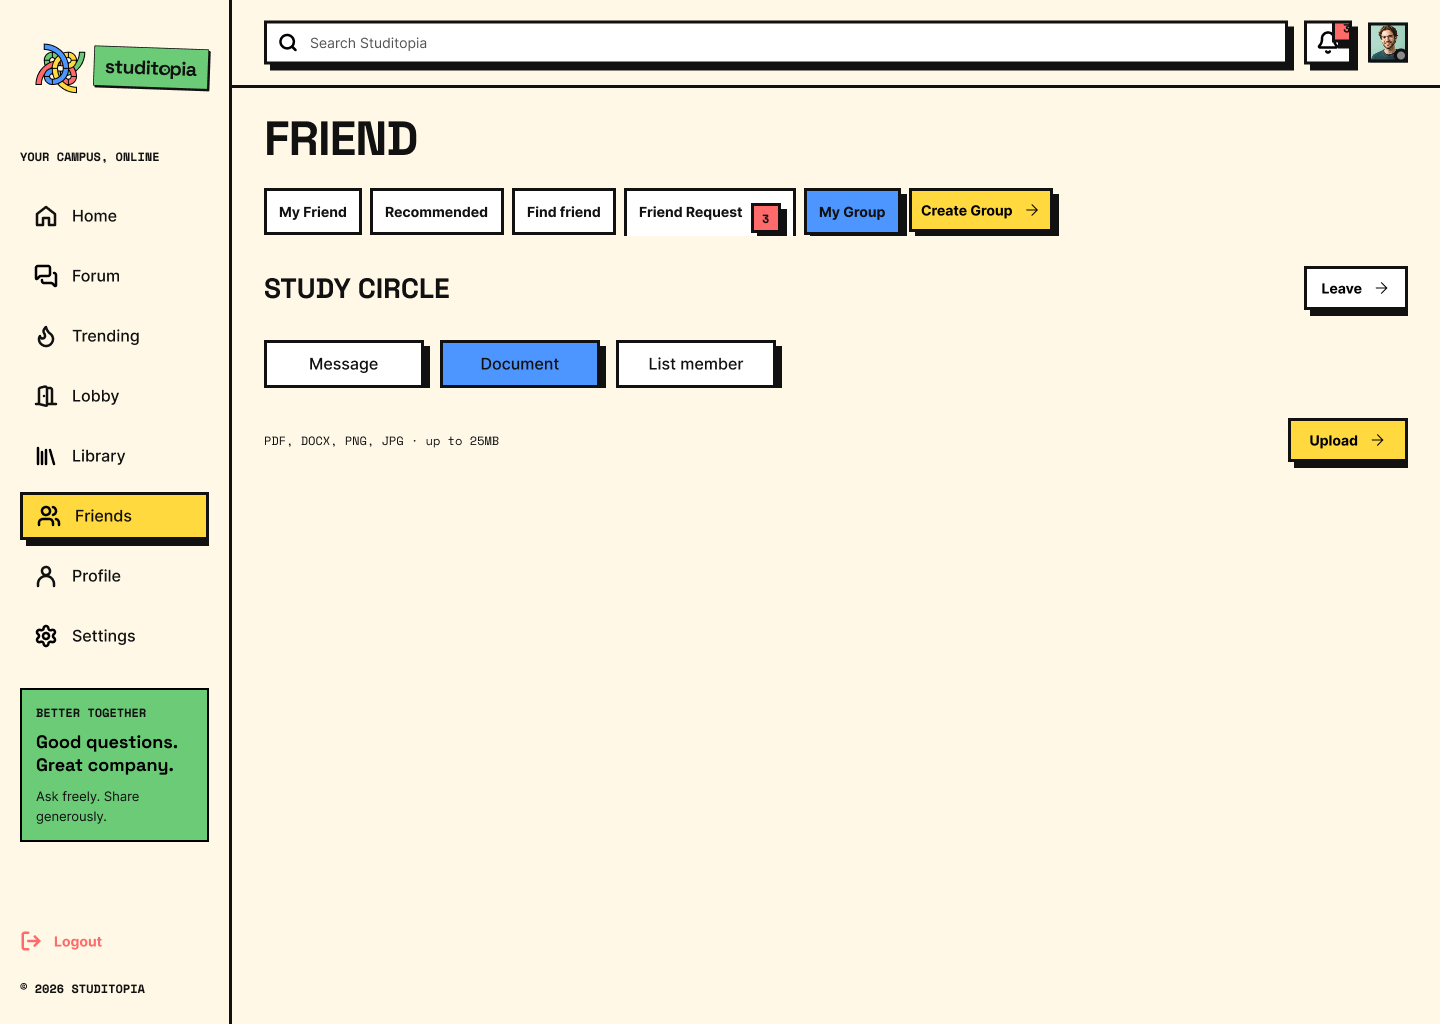 studitopia
Search Studitopia
3
YOUR CAMPUS, ONLINE
Home
Forum
Trending
Lobby
Library
Friends
Profile
Settings
BETTER TOGETHER
Good questions.
Great company.
Ask freely. Share
generously.
Logout
© 2026 STUDITOPIA
FRIEND
My Friend
Recommended
Find friend
Friend Request 3
My Group
Create Group →
STUDY CIRCLE
Leave →
Message
Document
List member
PDF, DOCX, PNG, JPG · up to 25MB
Upload →